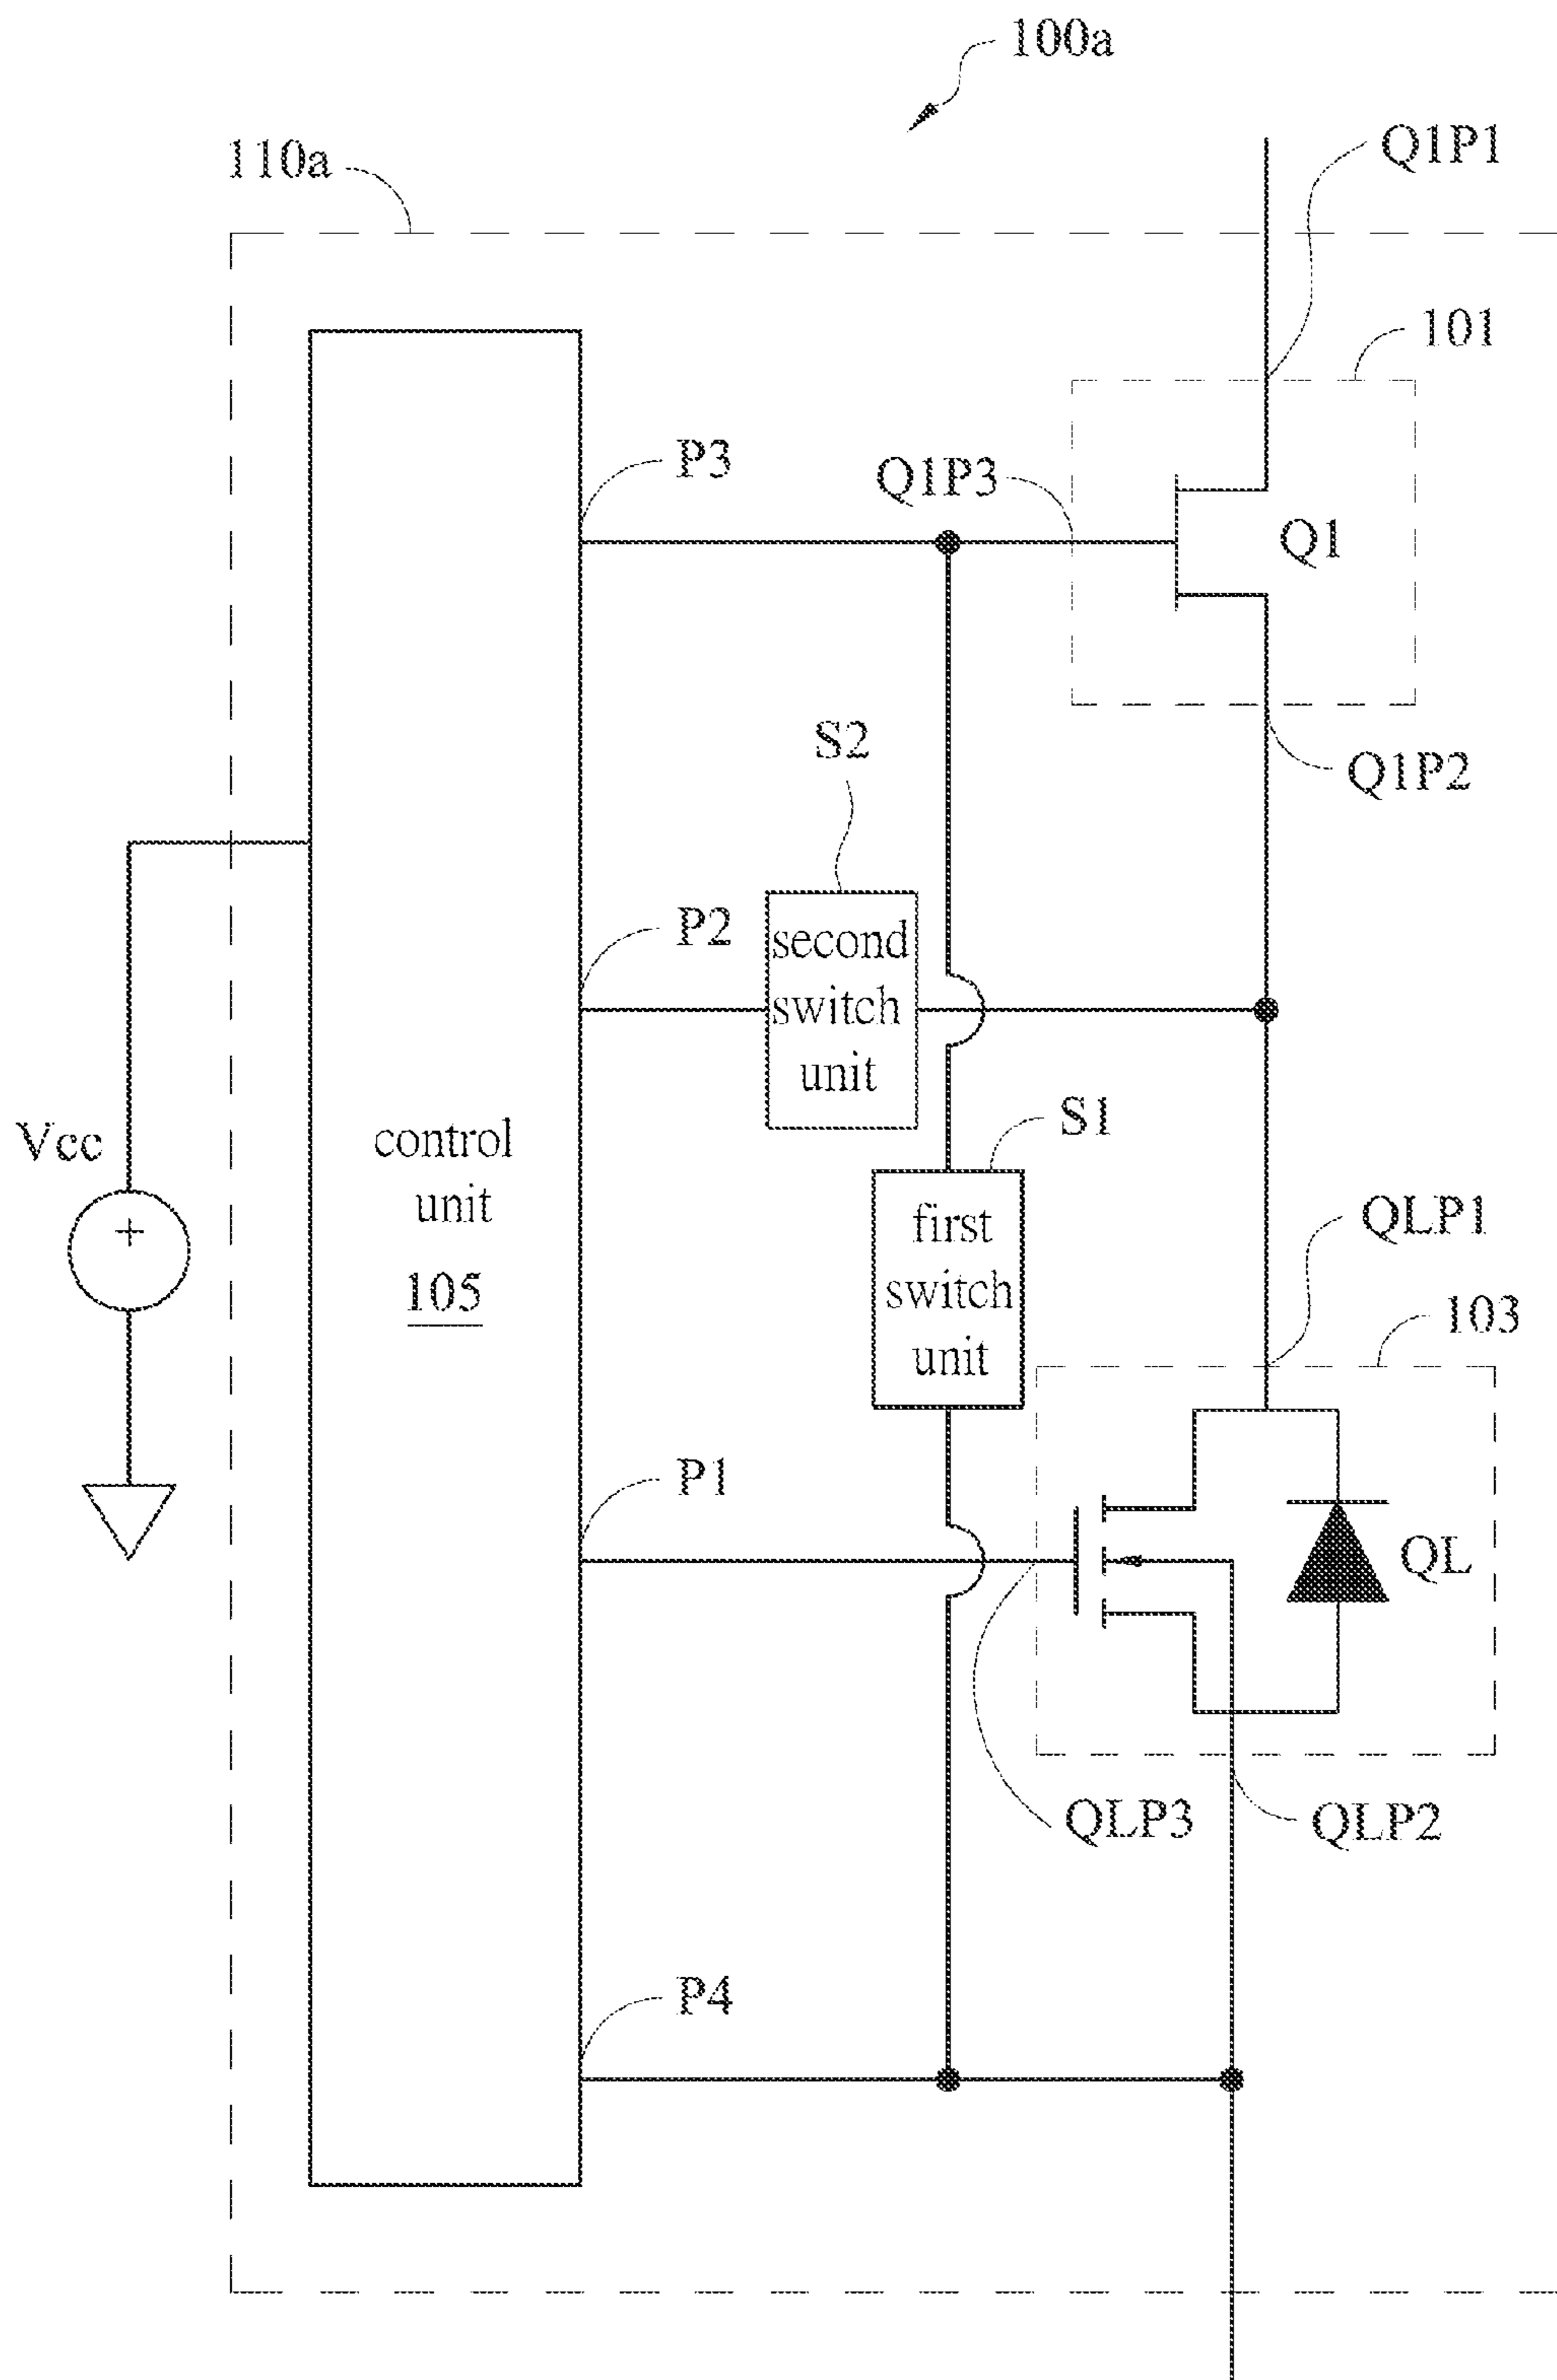 100a
110a
Q1P1
101
P3
Q1P3
Q1
S2
Q1P2
P2
second
switch
unit
Vcc
+
control
unit
105
S1
first
switch
unit
QLP1
103
P1
QL
QLP3
QLP2
P4